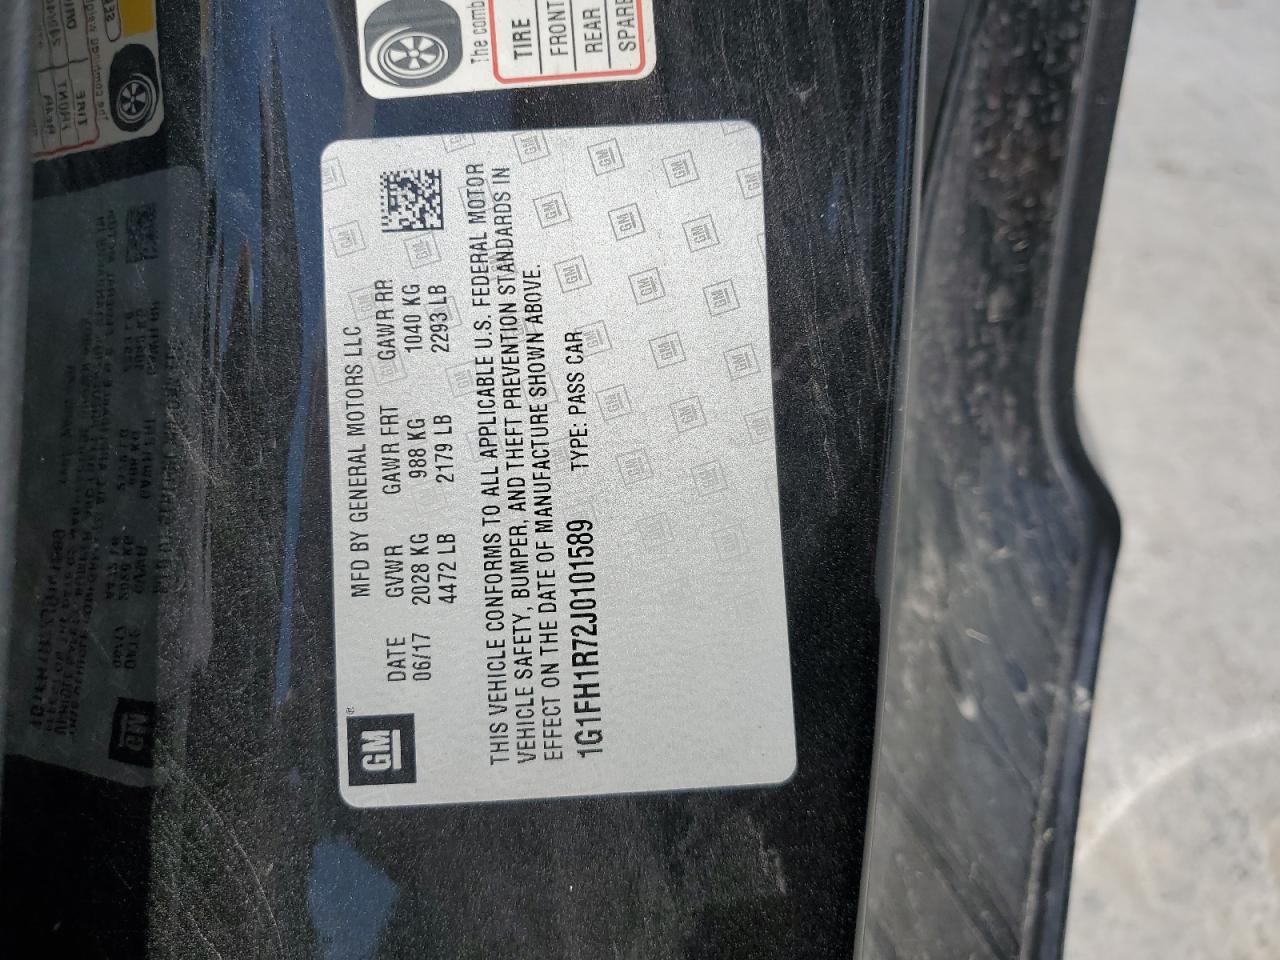 GM
MFD BY GENERAL MOTORS LLC
DATE GVWR GAWR FRT GAWR RR
06/17 2028 KG 988 KG 1040 KG
4472 LB 2179 LB 2293 LB
THIS VEHICLE CONFORMS TO ALL APPLICABLE U.S. FEDERAL MOTOR
VEHICLE SAFETY, BUMPER, AND THEFT PREVENTION STANDARDS IN
EFFECT ON THE DATE OF MANUFACTURE SHOWN ABOVE.
1G1FH1R72J0101589 TYPE: PASS CAR
The comb
TIRE
FRONT
REAR
SPARE